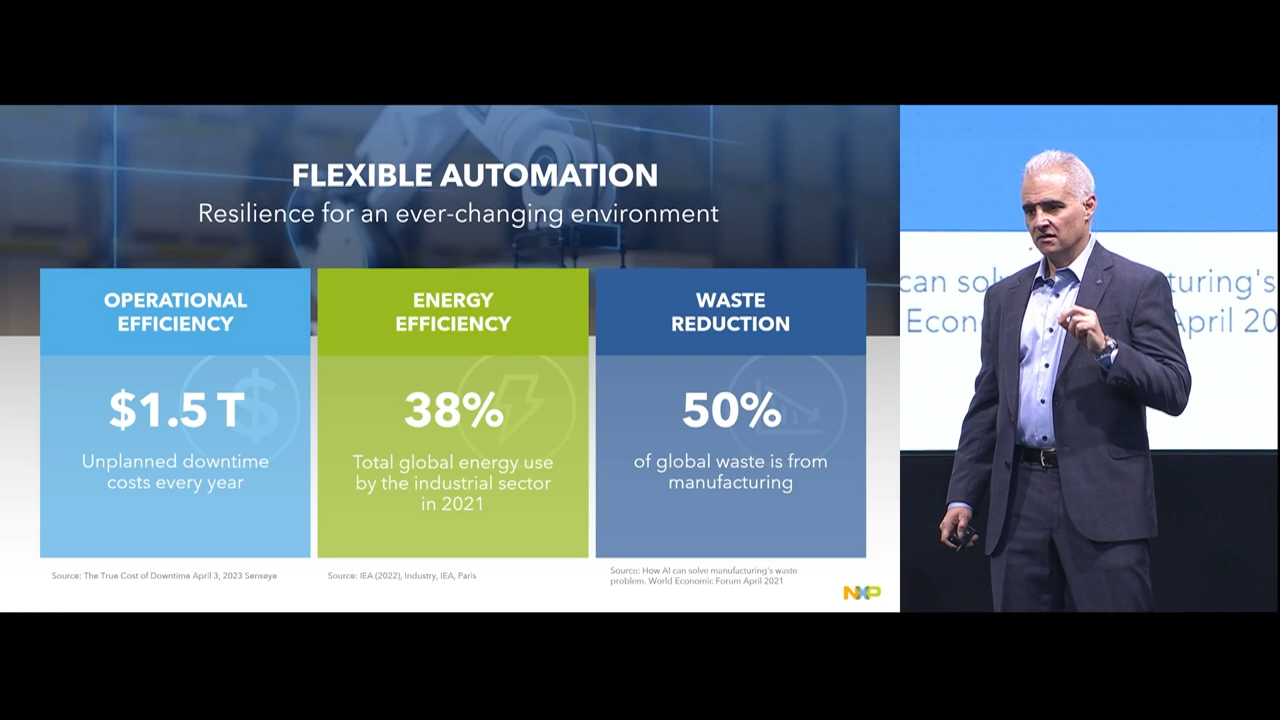 FLEXIBLE AUTOMATION
Resilience for an ever-changing environment
OPERATIONAL
EFFICIENCY
$1.5 T
Unplanned downtime
costs every year
Source: The True Cost of Downtime April 3, 2023 Senseye
ENERGY
EFFICIENCY
38%
Total global energy use
by the industrial sector
in 2021
Source: IEA (2022), Industry, IEA, Paris
WASTE
REDUCTION
50%
of global waste is from
manufacturing
Source: How AI can solve manufacturing's waste
problem. World Economic Forum April 2021
NXP
can sol turing's
Econ April 20